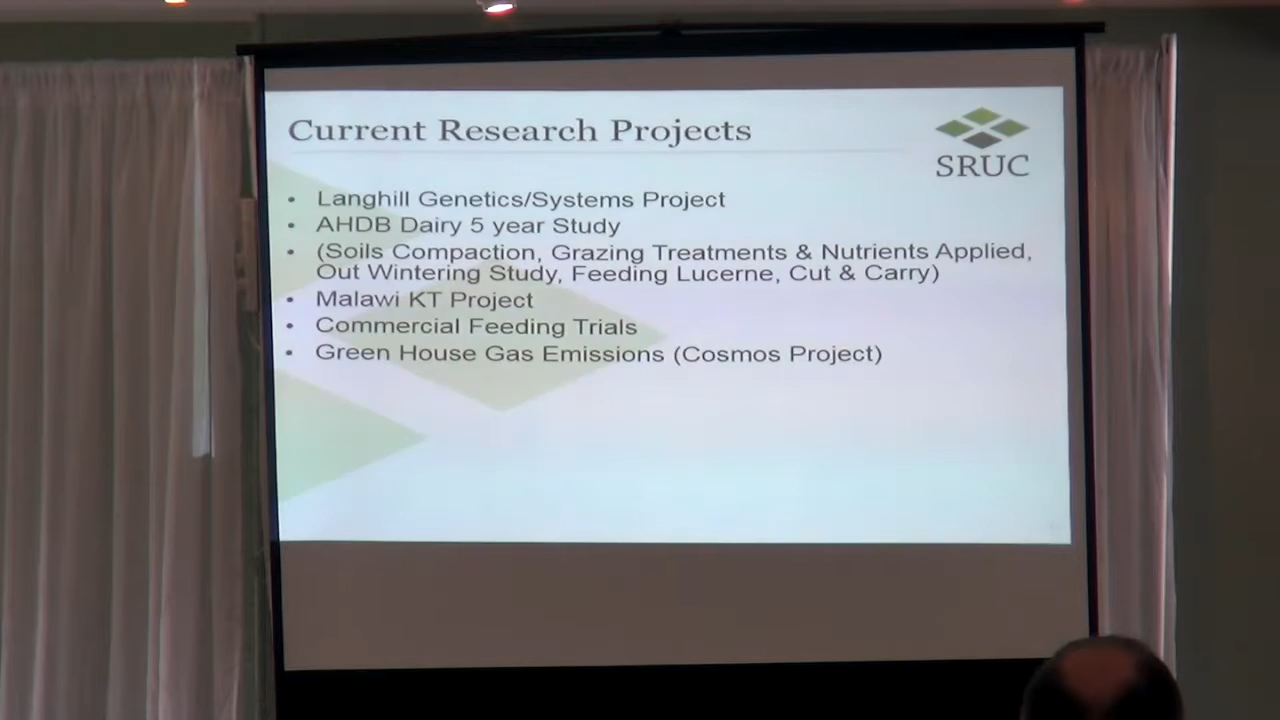 Current Research Projects
SRUC
• Langhill Genetics/Systems Project
• AHDB Dairy 5 year Study
• (Soils Compaction, Grazing Treatments & Nutrients Applied,
Out Wintering Study, Feeding Lucerne, Cut & Carry)
• Malawi KT Project
• Commercial Feeding Trials
• Green House Gas Emissions (Cosmos Project)